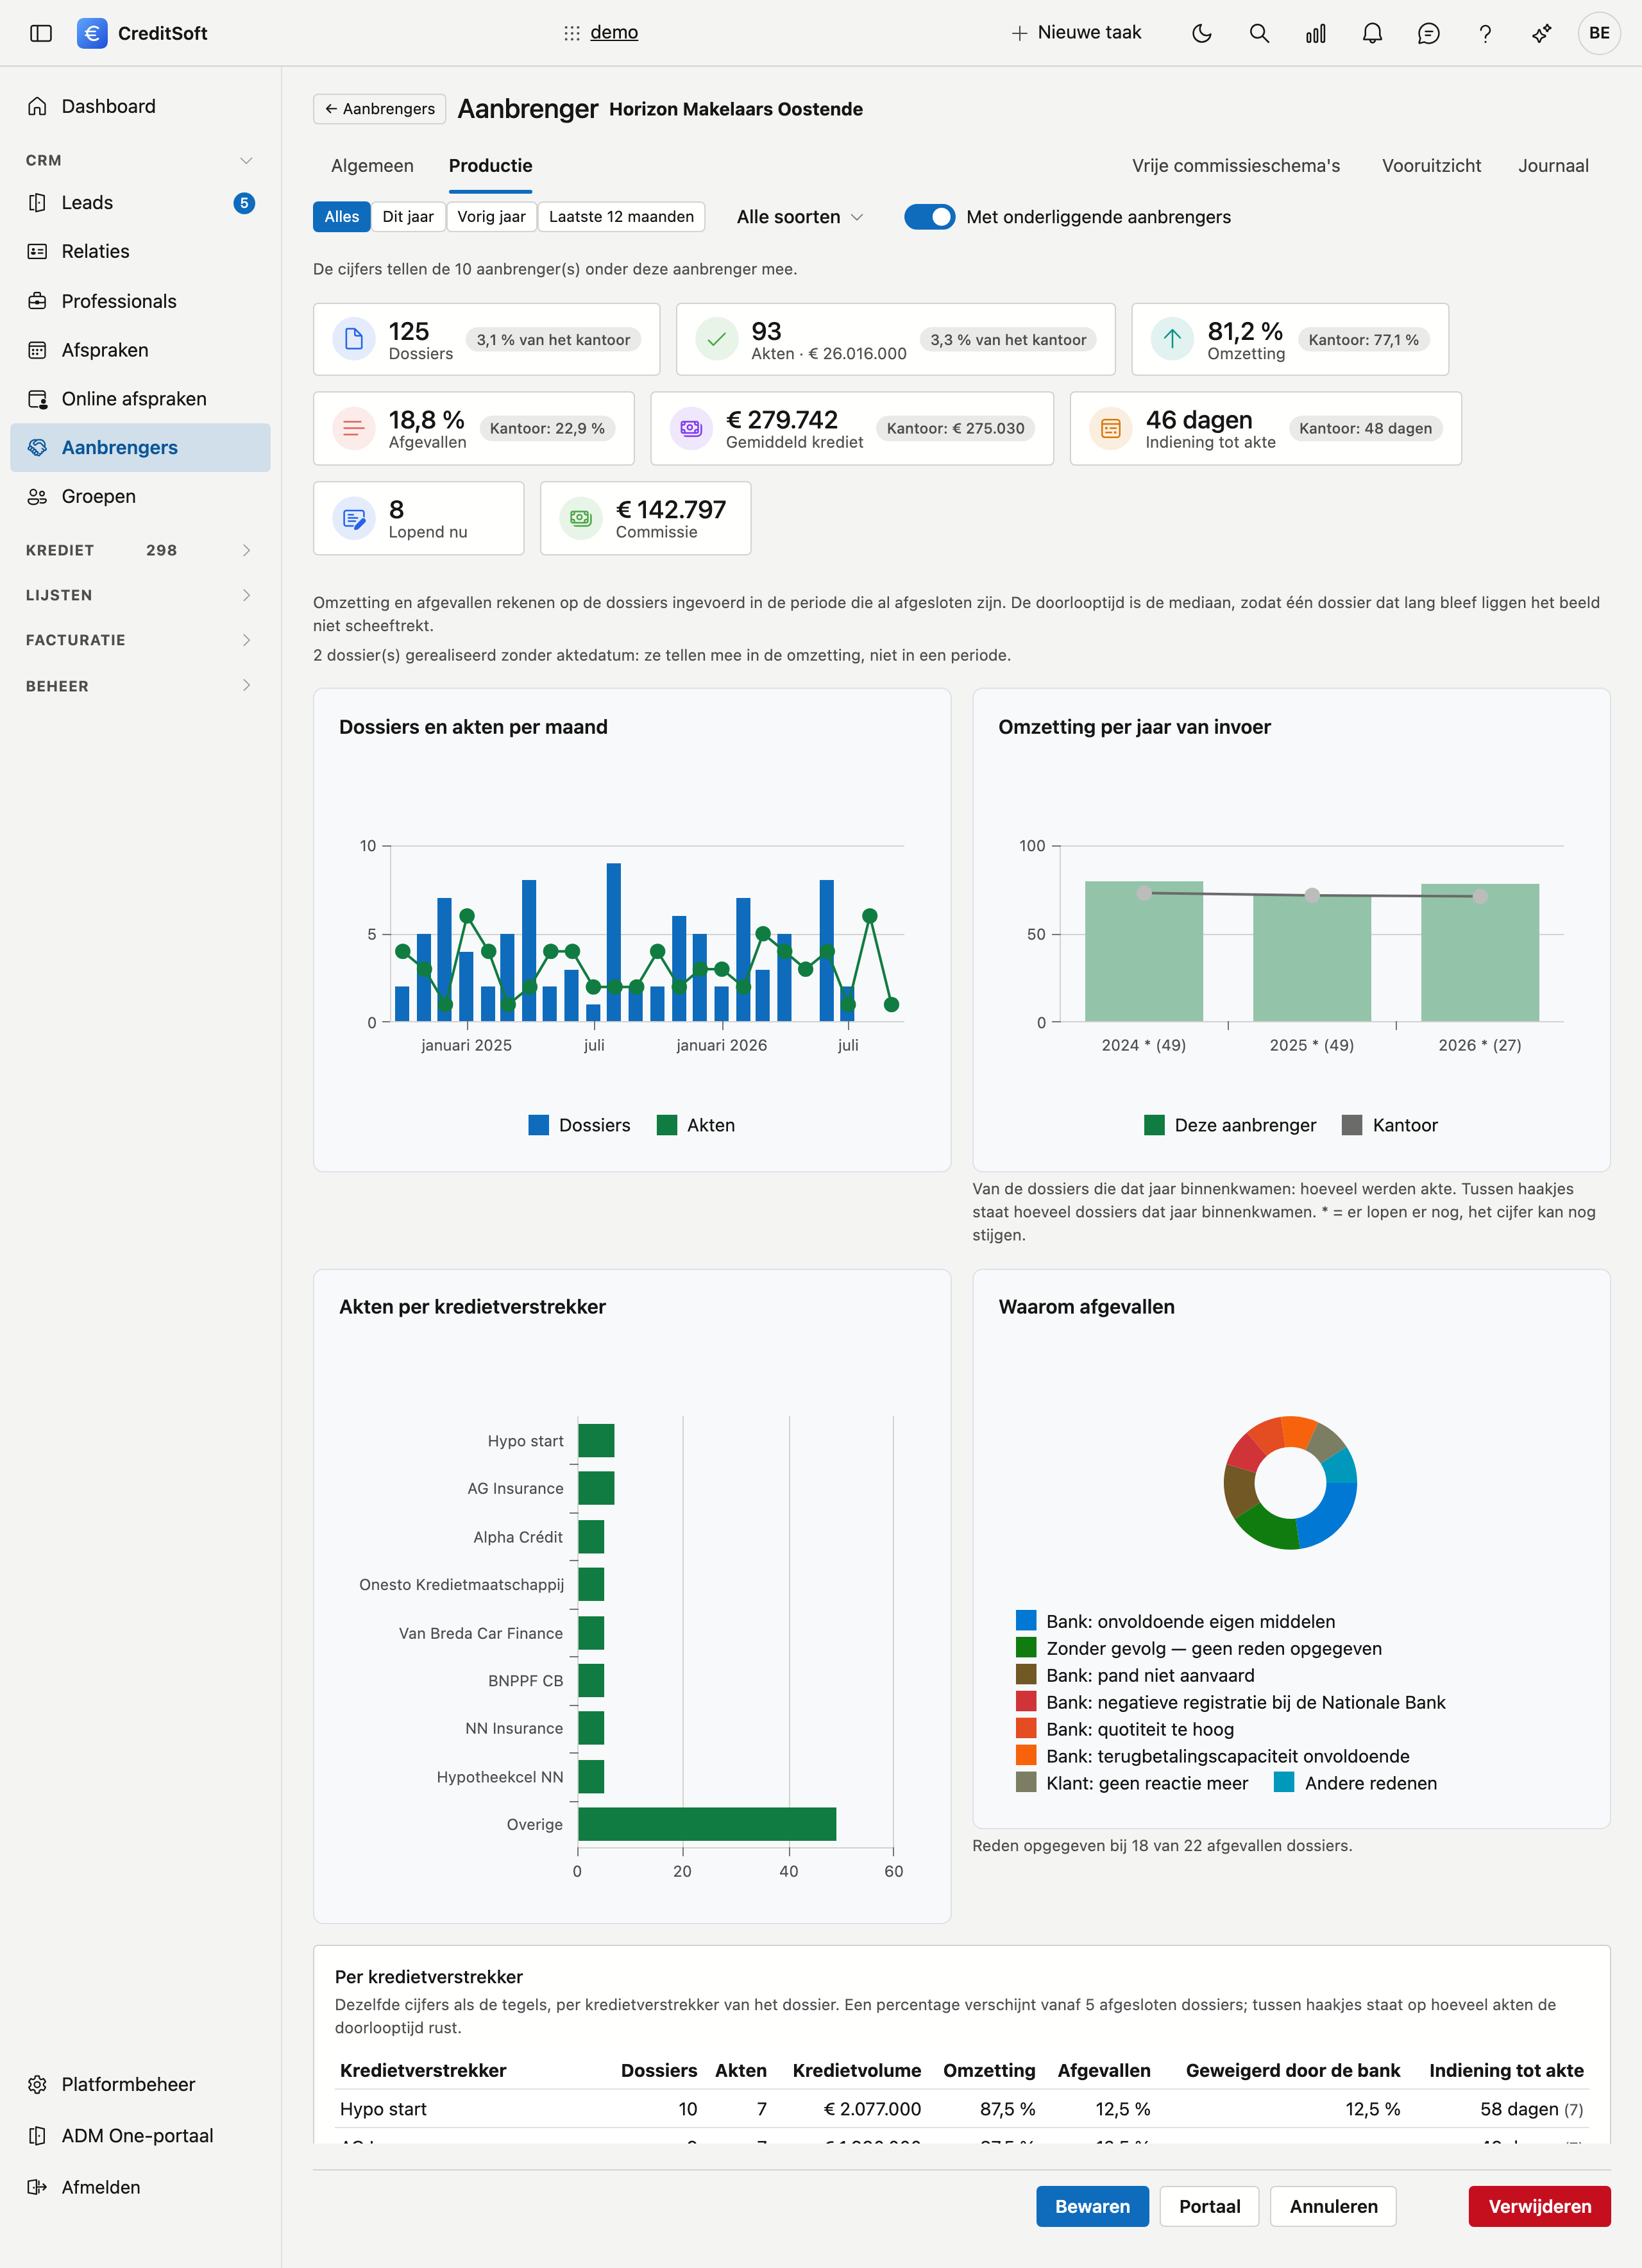 CreditSoft
demo
Nieuwe taak
BE
Dashboard
CRM
Leads 5
Relaties
Professionals
Afspraken
Online afspraken
Aanbrengers
Groepen
KREDIET 298
LIJSTEN
FACTURATIE
BEHEER
Platformbeheer
ADM One-portaal
Afmelden
← Aanbrengers Aanbrenger Horizon Makelaars Oostende
Algemeen Productie Vrije commissieschema's Vooruitzicht Journaal
Alles Dit jaar Vorig jaar Laatste 12 maanden Alle soorten Met onderliggende aanbrengers
De cijfers tellen de 10 aanbrenger(s) onder deze aanbrenger mee.
125
Dossiers
3,1 % van het kantoor
93
Akten · € 26.016.000
3,3 % van het kantoor
81,2 %
Omzetting
Kantoor: 77,1 %
18,8 %
Afgevallen
Kantoor: 22,9 %
€ 279.742
Gemiddeld krediet
Kantoor: € 275.030
46 dagen
Indiening tot akte
Kantoor: 48 dagen
8
Lopend nu
€ 142.797
Commissie
Omzetting en afgevallen rekenen op de dossiers ingevoerd in de periode die al afgesloten zijn. De doorlooptijd is de mediaan, zodat één dossier dat lang bleef liggen het beeld
niet scheeftrekt.
2 dossier(s) gerealiseerd zonder aktedatum: ze tellen mee in de omzetting, niet in een periode.
Dossiers en akten per maand
10
5
0
januari 2025 juli januari 2026 juli
Dossiers Akten
Omzetting per jaar van invoer
100
50
0
2024 * (49) 2025 * (49) 2026 * (27)
Deze aanbrenger Kantoor
Van de dossiers die dat jaar binnenkwamen: hoeveel werden akte. Tussen haakjes
staat hoeveel dossiers dat jaar binnenkwamen. * = er lopen er nog, het cijfer kan nog
stijgen.
Akten per kredietverstrekker
Hypo start
AG Insurance
Alpha Crédit
Onesto Kredietmaatschappij
Van Breda Car Finance
BNPPF CB
NN Insurance
Hypotheekcel NN
Overige
0 20 40 60
Waarom afgevallen
Bank: onvoldoende eigen middelen
Zonder gevolg — geen reden opgegeven
Bank: pand niet aanvaard
Bank: negatieve registratie bij de Nationale Bank
Bank: quotiteit te hoog
Bank: terugbetalingscapaciteit onvoldoende
Klant: geen reactie meer Andere redenen
Reden opgegeven bij 18 van 22 afgevallen dossiers.
Per kredietverstrekker
Dezelfde cijfers als de tegels, per kredietverstrekker van het dossier. Een percentage verschijnt vanaf 5 afgesloten dossiers; tussen haakjes staat op hoeveel akten de
doorlooptijd rust.
Kredietverstrekker Dossiers Akten Kredietvolume Omzetting Afgevallen Geweigerd door de bank Indiening tot akte
Hypo start 10 7 € 2.077.000 87,5 % 12,5 % 12,5 % 58 dagen (7)
Bewaren Portaal Annuleren Verwijderen